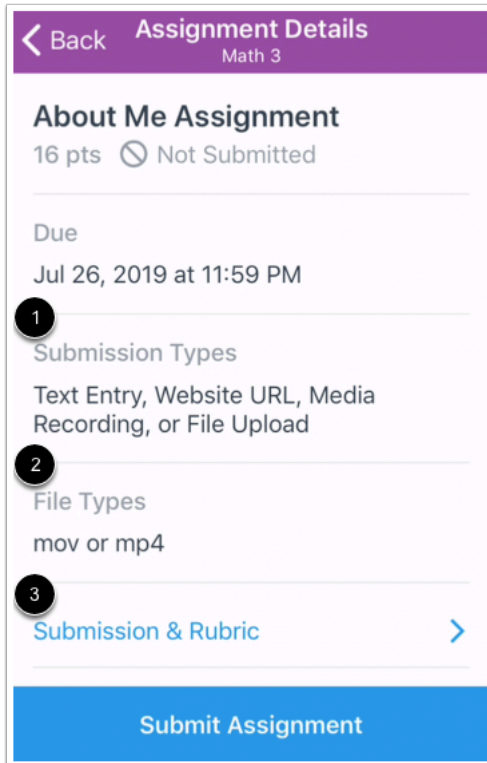 Back
Assignment Details
Math 3
About Me Assignment
16 pts Not Submitted
Due
Jul 26, 2019 at 11:59 PM
1
Submission Types
Text Entry, Website URL, Media
Recording, or File Upload
2
File Types
mov or mp4
3
Submission & Rubric
Submit Assignment